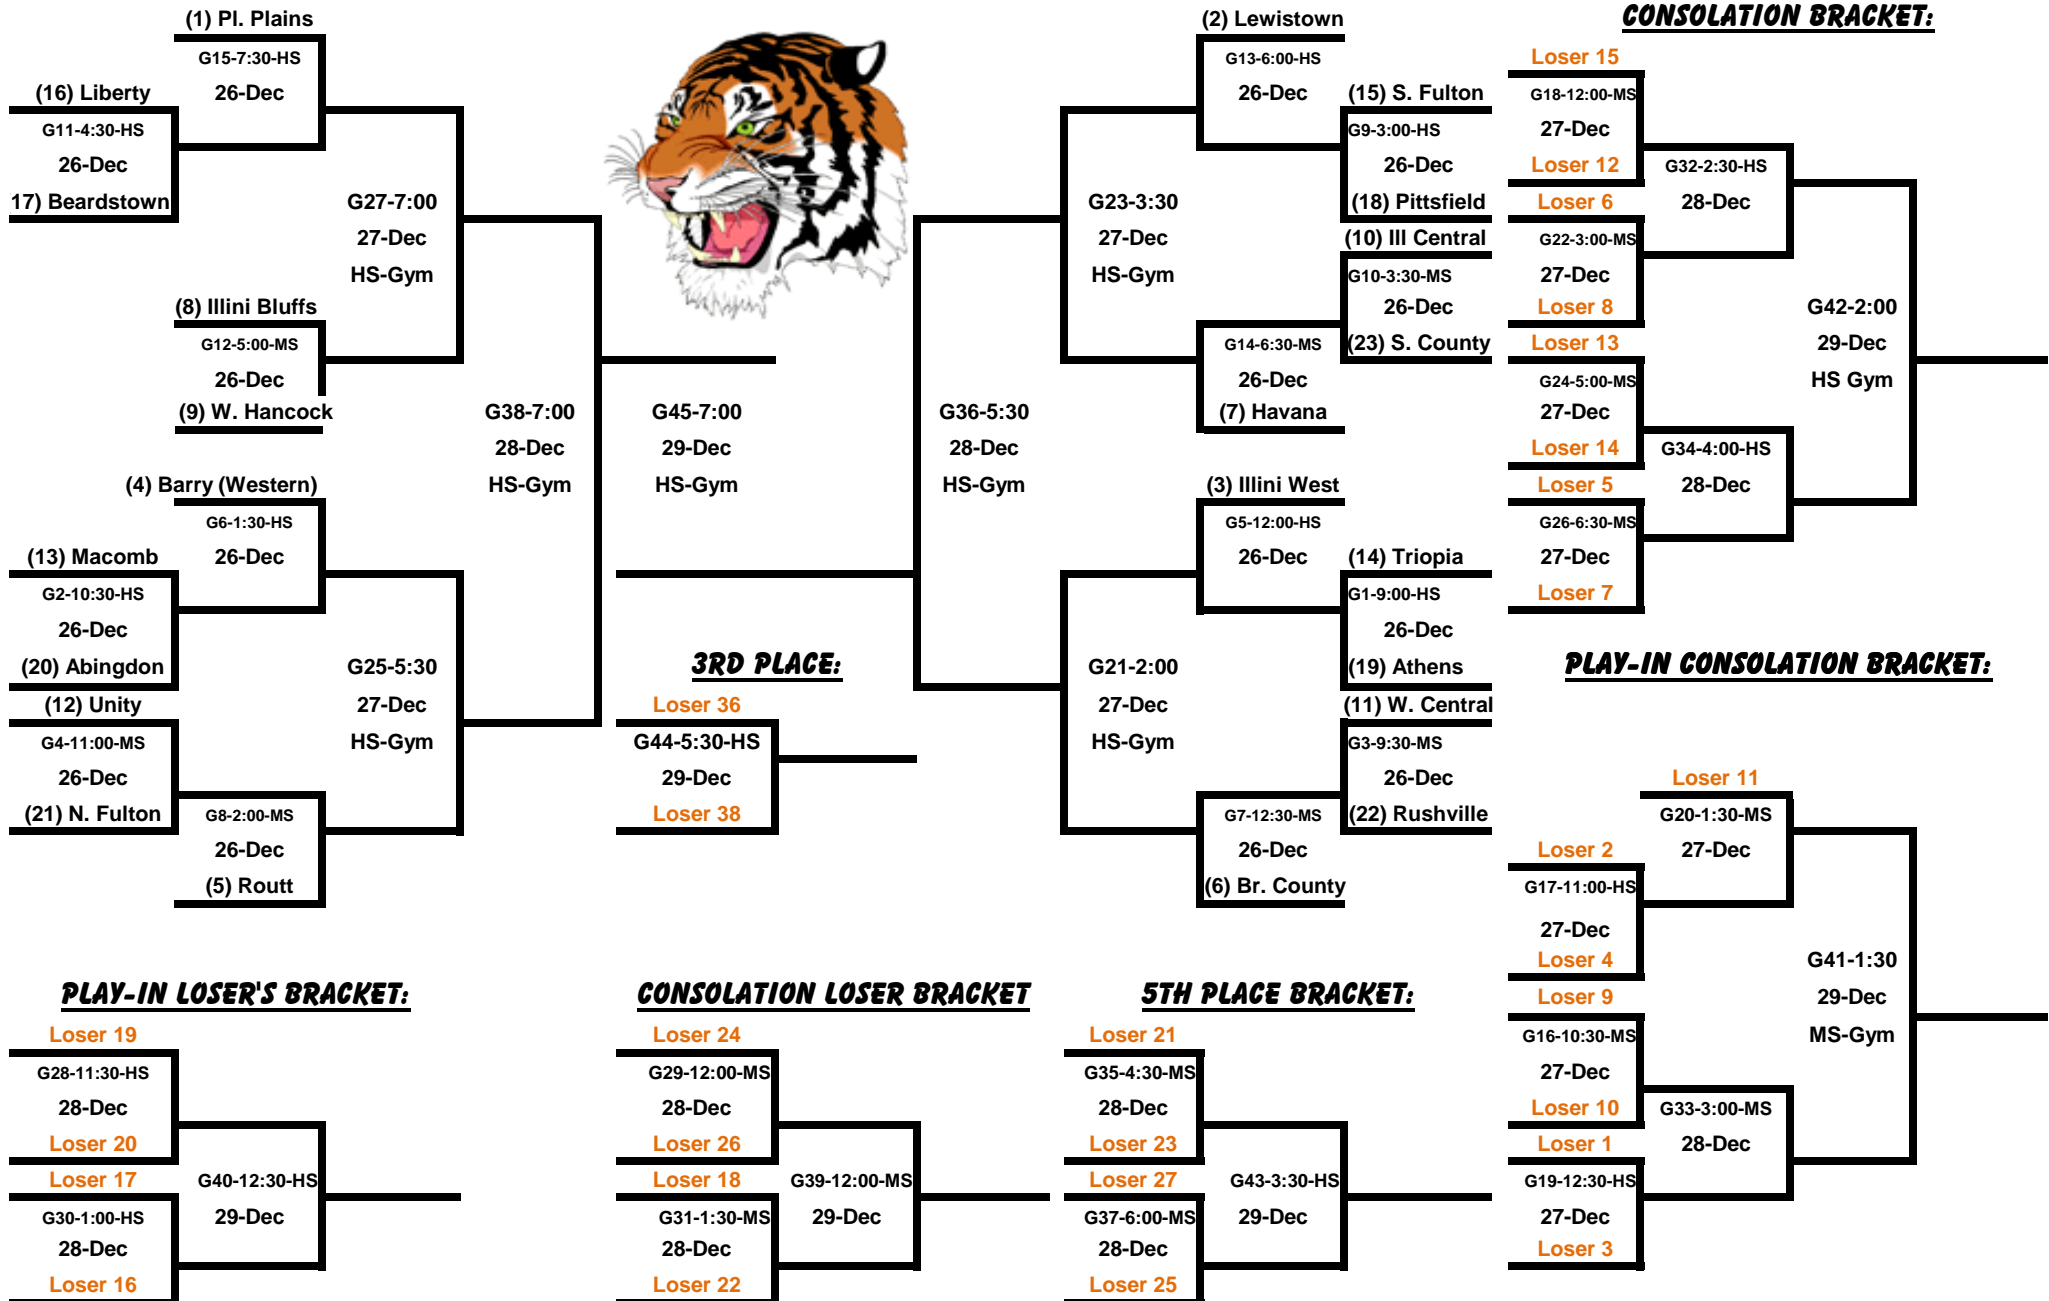 (1) Pl. Plains
G15-7:30-HS
26-Dec
(16) Liberty
G11-4:30-HS
26-Dec
17) Beardstown
G27-7:00
27-Dec
HS-Gym
(8) Illini Bluffs
G12-5:00-MS
26-Dec
(9) W. Hancock
G38-7:00
28-Dec
HS-Gym
(4) Barry (Western)
G6-1:30-HS
26-Dec
(13) Macomb
G2-10:30-HS
26-Dec
(20) Abingdon
(12) Unity
G4-11:00-MS
26-Dec
(21) N. Fulton
G25-5:30
27-Dec
HS-Gym
G8-2:00-MS
26-Dec
(5) Routt
G45-7:00
29-Dec
HS-Gym
(2) Lewistown
G13-6:00-HS
26-Dec
(15) S. Fulton
G9-3:00-HS
26-Dec
(18) Pittsfield
G23-3:30
27-Dec
HS-Gym
(10) Ill Central
G10-3:30-MS
26-Dec
(23) S. County
G14-6:30-MS
26-Dec
(7) Havana
G36-5:30
28-Dec
HS-Gym
(3) Illini West
G5-12:00-HS
26-Dec
(14) Triopia
G1-9:00-HS
26-Dec
(19) Athens
G21-2:00
27-Dec
HS-Gym
(11) W. Central
G3-9:30-MS
26-Dec
(22) Rushville
G7-12:30-MS
26-Dec
(6) Br. County
3RD PLACE:
Loser 36
G44-5:30-HS
29-Dec
Loser 38
CONSOLATION BRACKET:
Loser 15
G18-12:00-MS
27-Dec
Loser 12
G32-2:30-HS
28-Dec
Loser 6
G22-3:00-MS
27-Dec
Loser 8
G42-2:00
29-Dec
HS Gym
Loser 13
G24-5:00-MS
27-Dec
Loser 14
G34-4:00-HS
28-Dec
Loser 5
G26-6:30-MS
27-Dec
Loser 7
PLAY-IN CONSOLATION BRACKET:
Loser 11
G20-1:30-MS
27-Dec
Loser 2
G17-11:00-HS
27-Dec
Loser 4
G41-1:30
29-Dec
MS-Gym
Loser 9
G16-10:30-MS
27-Dec
Loser 10
G33-3:00-MS
28-Dec
Loser 1
G19-12:30-HS
27-Dec
Loser 3
PLAY-IN LOSER'S BRACKET:
Loser 19
G28-11:30-HS
28-Dec
Loser 20
Loser 17
G40-12:30-HS
29-Dec
G30-1:00-HS
28-Dec
Loser 16
CONSOLATION LOSER BRACKET
Loser 24
G29-12:00-MS
28-Dec
Loser 26
Loser 18
G39-12:00-MS
29-Dec
G31-1:30-MS
28-Dec
Loser 22
5TH PLACE BRACKET:
Loser 21
G35-4:30-MS
28-Dec
Loser 23
Loser 27
G43-3:30-HS
29-Dec
G37-6:00-MS
28-Dec
Loser 25